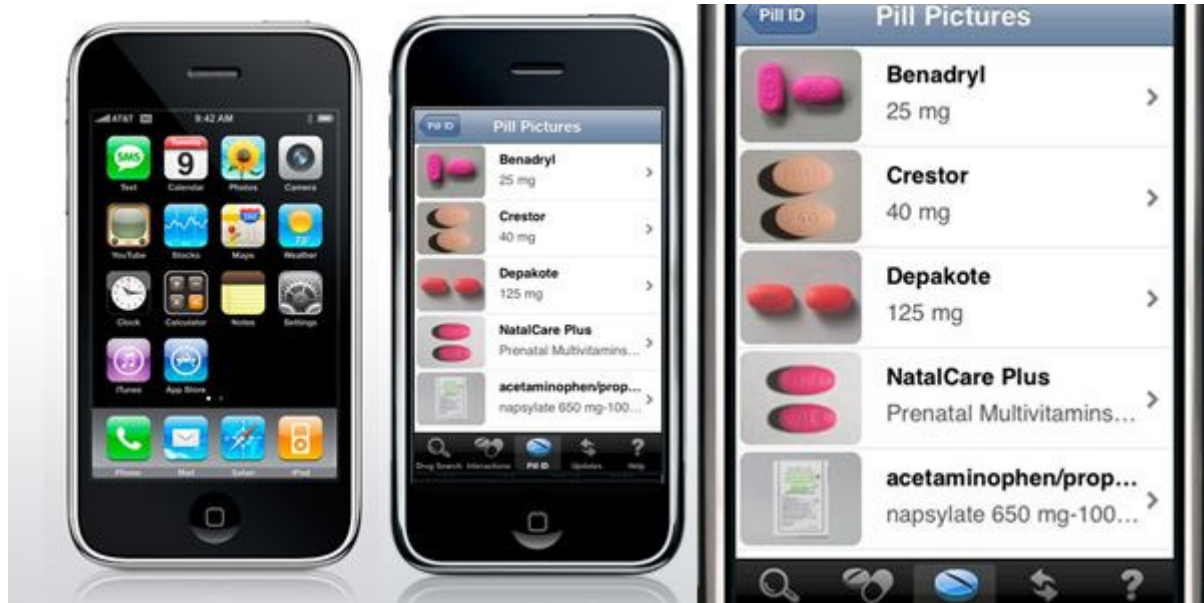 AT&T 3G 9:42 AM
SMS
Tuesday
9
280
73°
Text Calendar Photos Camera
YouTube Stocks Maps Weather
Clock Calculator Notes Settings
iTunes App Store
Phone Mail Safari iPod
Pill ID Pill Pictures
Benadryl
25 mg
Crestor
40 mg
Depakote
125 mg
NatalCare Plus
Prenatal Multivitamins...
acetaminophen/prop...
napsylate 650 mg-100...
Drug Search Interactions Pill ID Updates Help
Pill ID Pill Pictures
Benadryl
25 mg
Crestor
40 mg
Depakote
125 mg
NatalCare Plus
Prenatal Multivitamins...
acetaminophen/prop...
napsylate 650 mg-100...